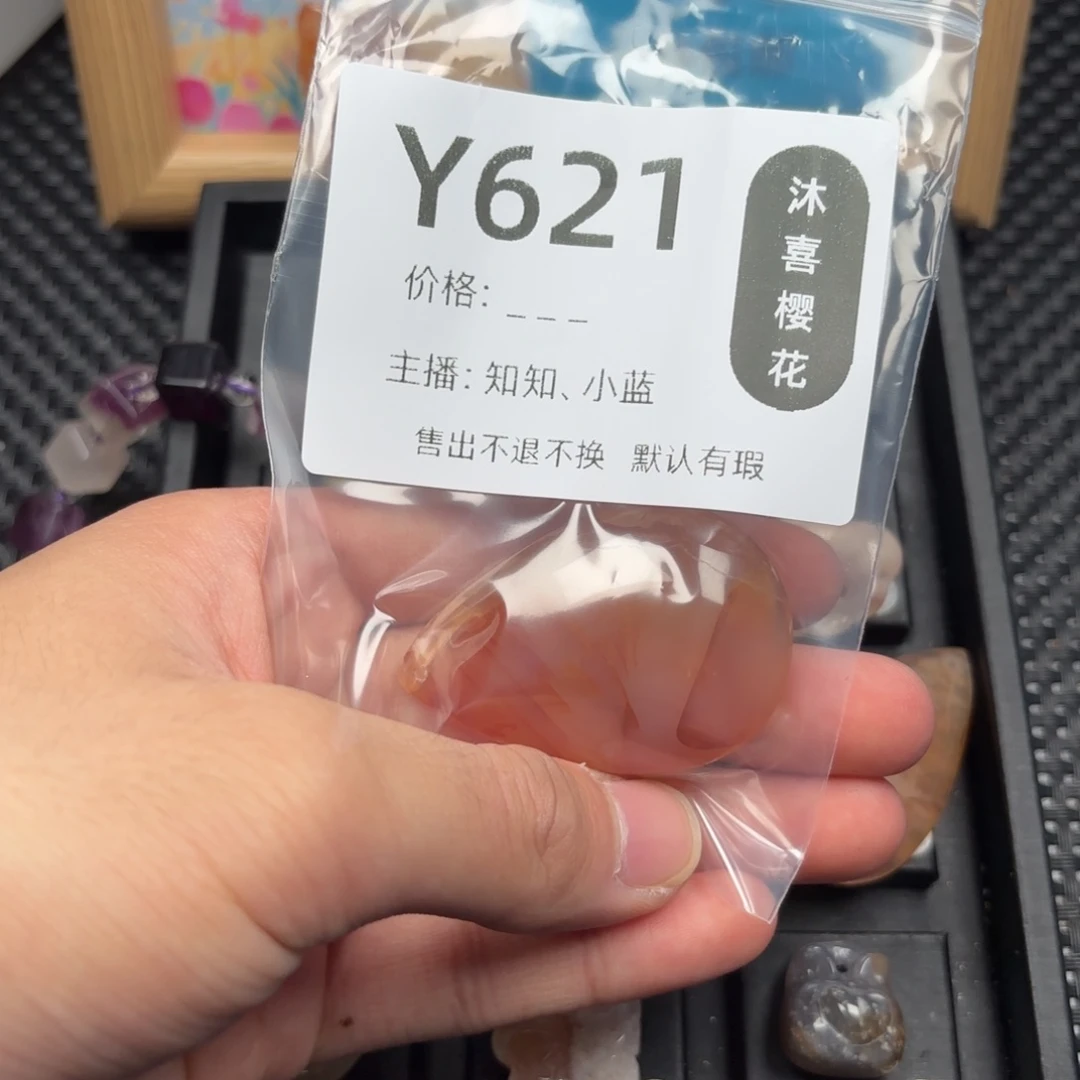 Y621
价格: _ _ _
主播: 知知、小蓝
售出不退不换 默认有瑕
沐喜樱花